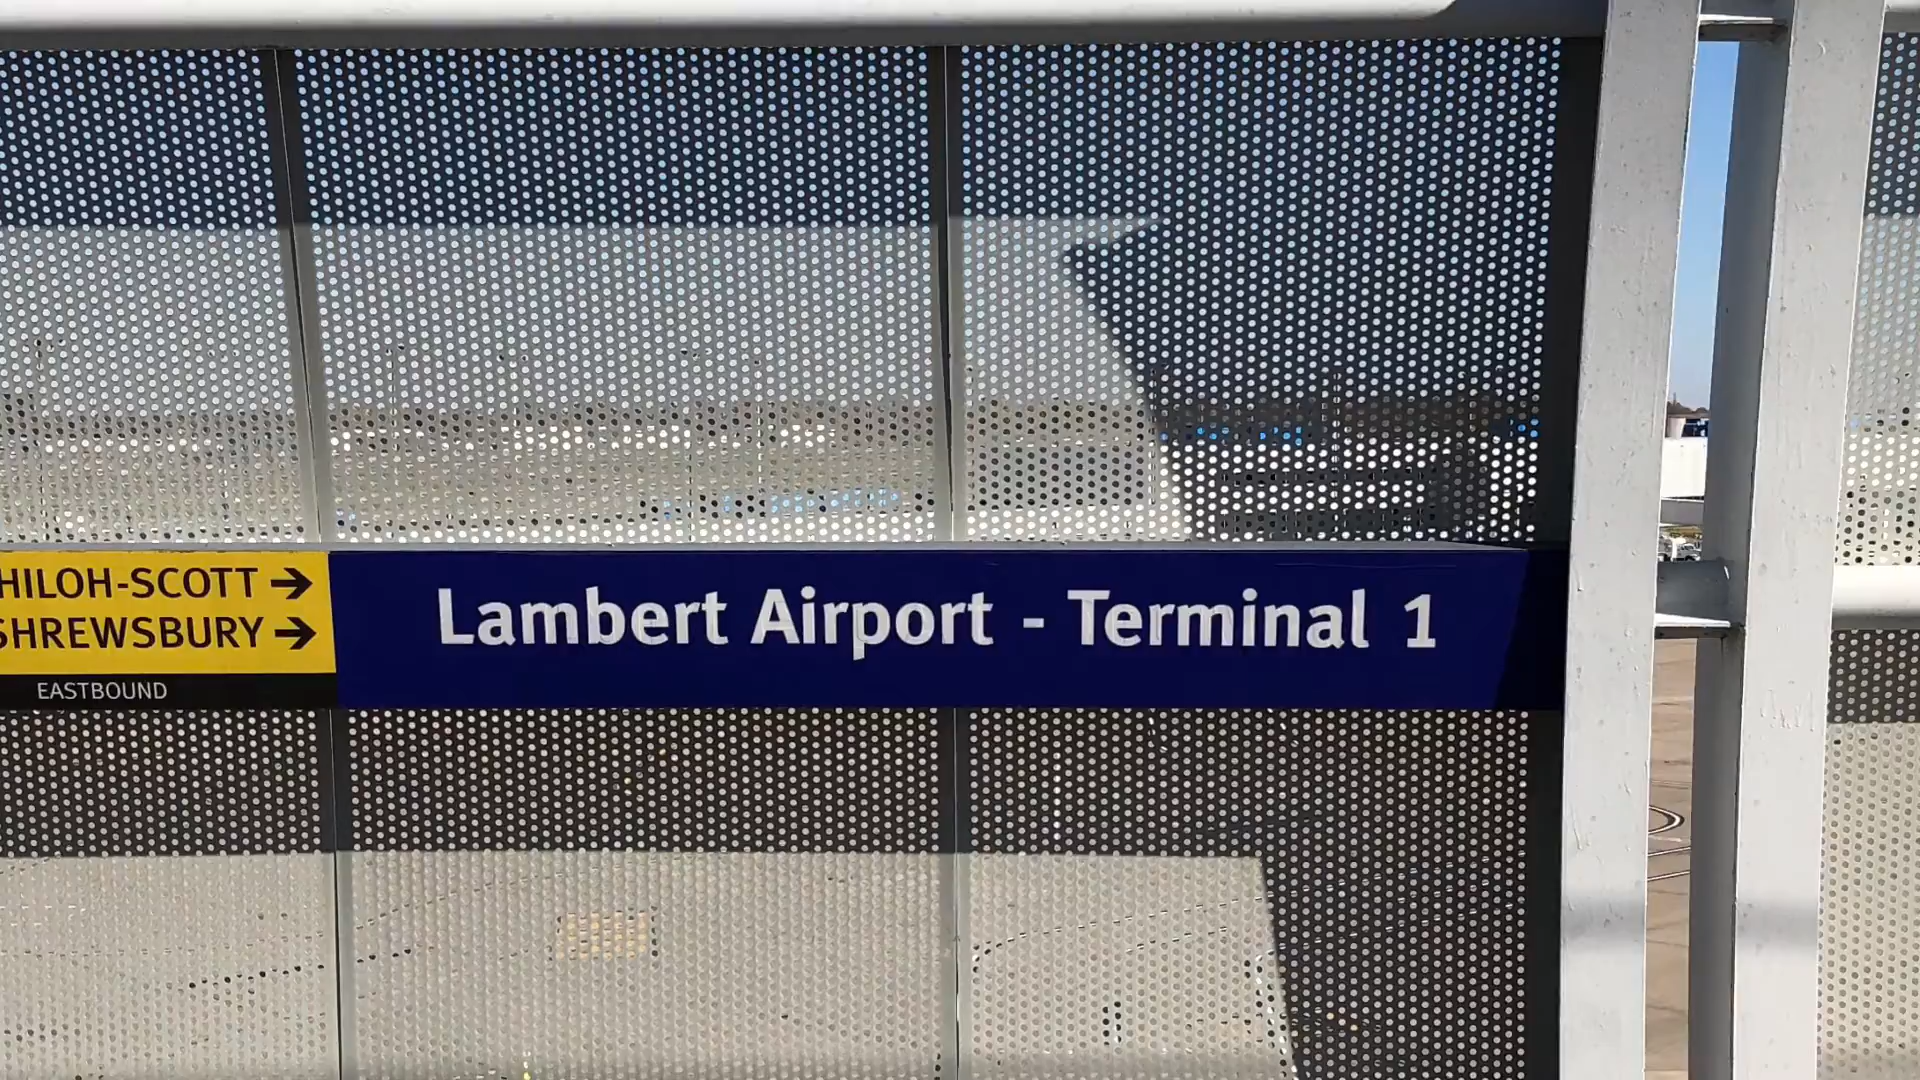 HILOH-SCOTT →
SHREWSBURY →
EASTBOUND
Lambert Airport - Terminal 1